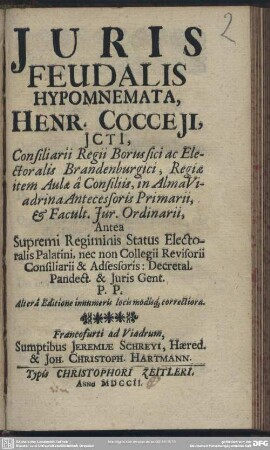 2
JURIS
FEUDALIS
HYPOMNEMATA,
HENR. COCCEJI,
JCTI,
Consiliarii Regii Borussici ac Ele-
ctoralis Brandenburgici, Regiæ
item Aulæ â Consiliis, in Alma Vi-
adrina Antecessoris Primarii,
& Facult. Jur. Ordinarii,
Antea
Supremi Regiminis Status Electo-
ralis Palatini, nec non Collegii Revisorii
Consiliarii & Adsessoris: Decretal.
Pandect. & Juris Gent.
P. P.
Alterâ Editione innumeris locis modisq; correctiora.
Francofurti ad Viadrum,
Sumptibus JEREMIÆ SCHREYI, Hæred.
& JOH. CHRISTOPH. HARTMANN.
Typis CHRISTOPHORI ZEITLERI.
ANNO MDCCII.